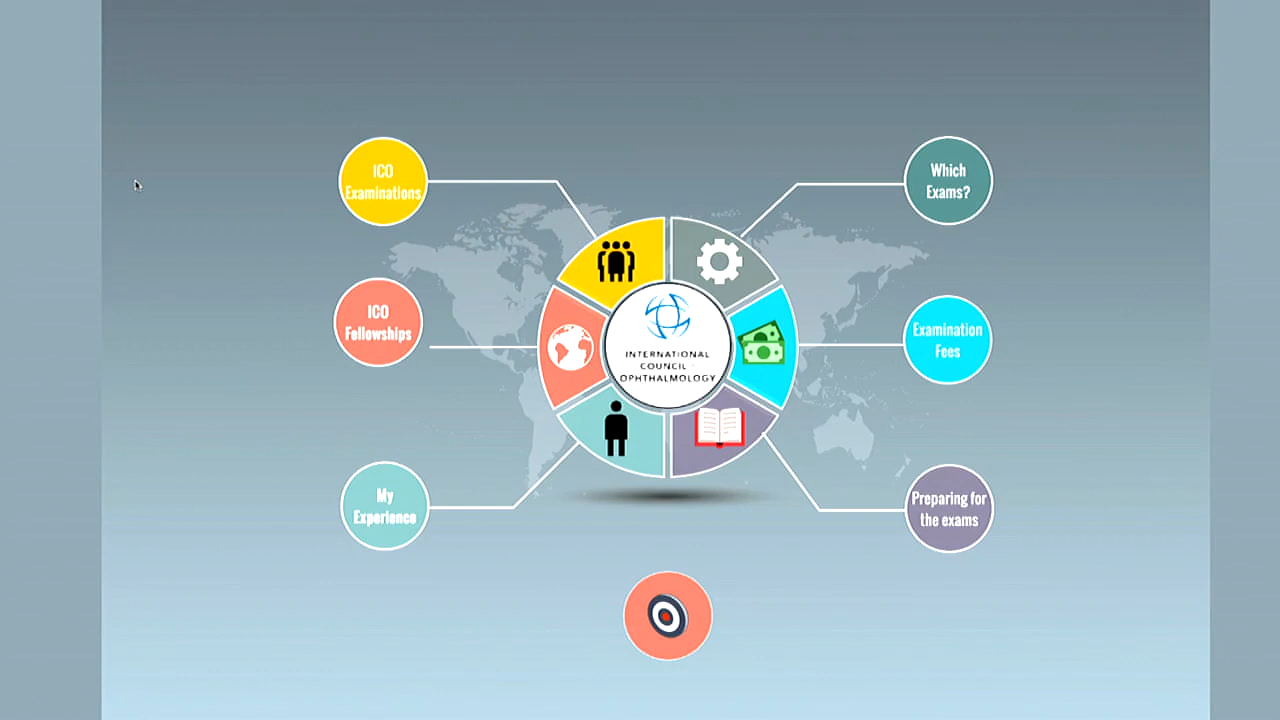 ICO
Examinations
Which
Exams?
ICO
Fellowships
INTERNATIONAL
COUNCIL
OPHTHALMOLOGY
Examination
Fees
My
Experience
Preparing for
the exams